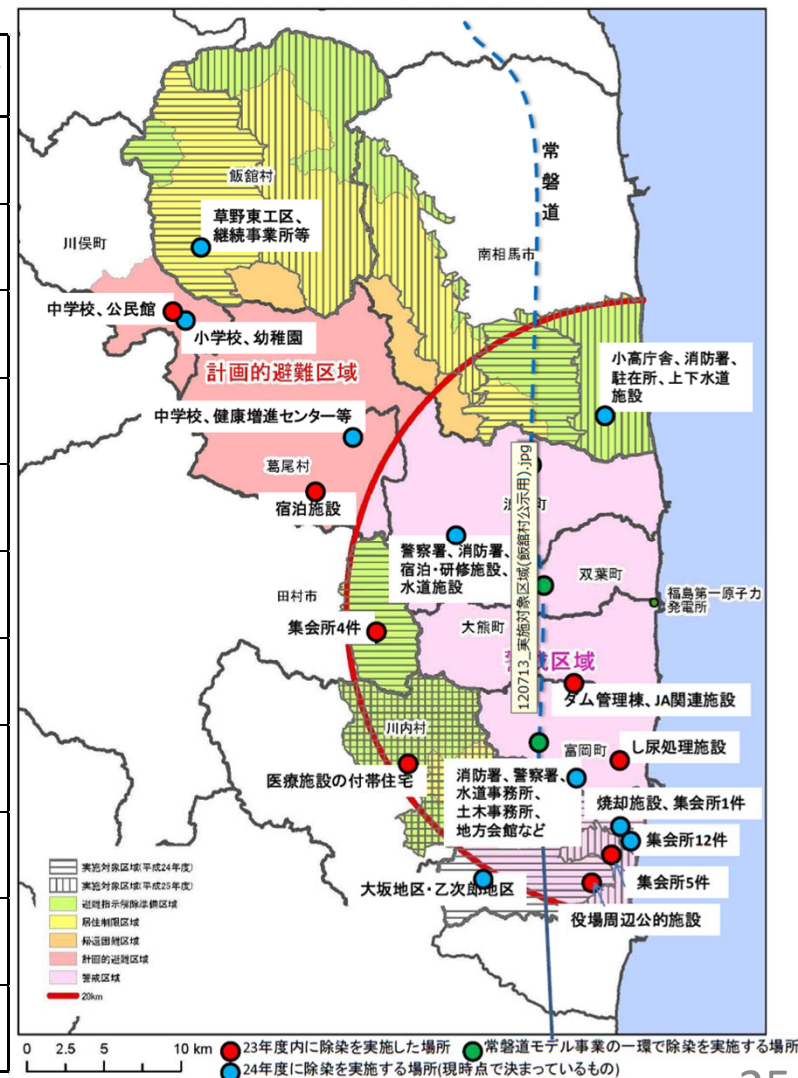 常磐道
飯舘村
草野東工区、
継続事業所等
川俣町
南相馬市
中学校、公民館
小学校、幼稚園
計画的避難区域
小高庁舎、消防署、
駐在所、上下水道
施設
中学校、健康増進センター等
葛尾村
宿泊施設
120713_実施対象区域(飯舘村公示用).jpg
町
警察署、消防署、
宿泊・研修施設、
水道施設
双葉町
福島第一原子力
発電所
田村市
大熊町
集会所4件
戒区域
ダム管理棟、JA関連施設
川内村
富岡町
し尿処理施設
医療施設の付帯住宅
消防署、警察署、
水道事務所、
土木事務所、
地方会館など
焼却施設、集会所1件
集会所12件
集会所5件
大坂地区・乙次郎地区
役場周辺公的施設
実施対象区域(平成24年度)
実施対象区域(平成25年度)
避難指示解除準備区域
居住制限区域
帰還困難区域
計画的避難区域
警戒区域
20km
0 2.5 5 10 km
23年度内に除染を実施した場所
常磐道モデル事業の一環で除染を実施する場所
24年度に除染を実施する場所(現時点で決まっているもの)